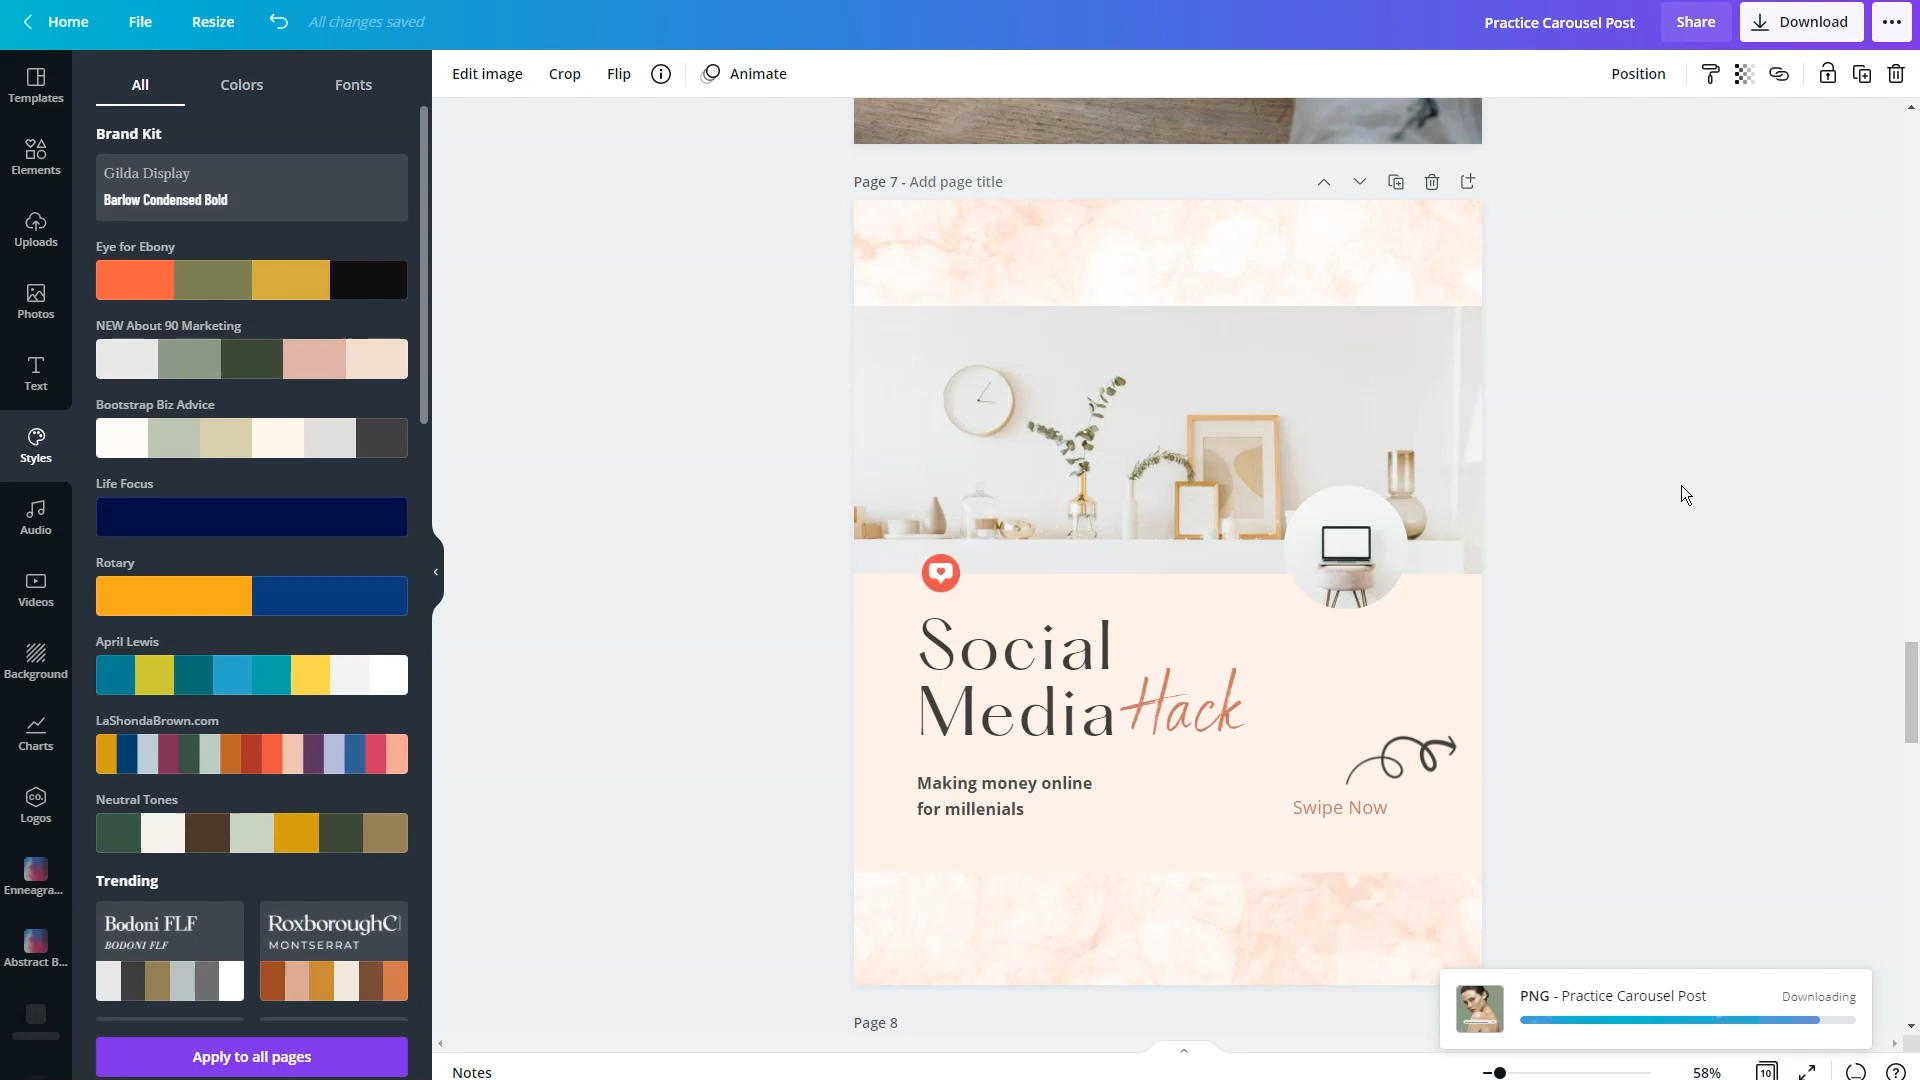 Home
File
Resize
All changes saved
Practice Carousel Post
Share
Download
Templates
Elements
Uploads
Photos
Text
Styles
Audio
Videos
Background
Charts
Logos
Enneagra...
Abstract B...
All
Colors
Fonts
Brand Kit
Gilda Display
Barlow Condensed Bold
Eye for Ebony
NEW About 90 Marketing
Bootstrap Biz Advice
Life Focus
Rotary
April Lewis
LaShondaBrown.com
Neutral Tones
Trending
Bodoni FLF
BODONI FLF
RoxboroughC
MONTSERRAT
Apply to all pages
Edit image
Crop
Flip
Animate
Position
Page 7 - Add page title
Social
Media Hack
Making money online
for millenials
Swipe Now
Page 8
PNG - Practice Carousel Post
Downloading
Notes
58%
10